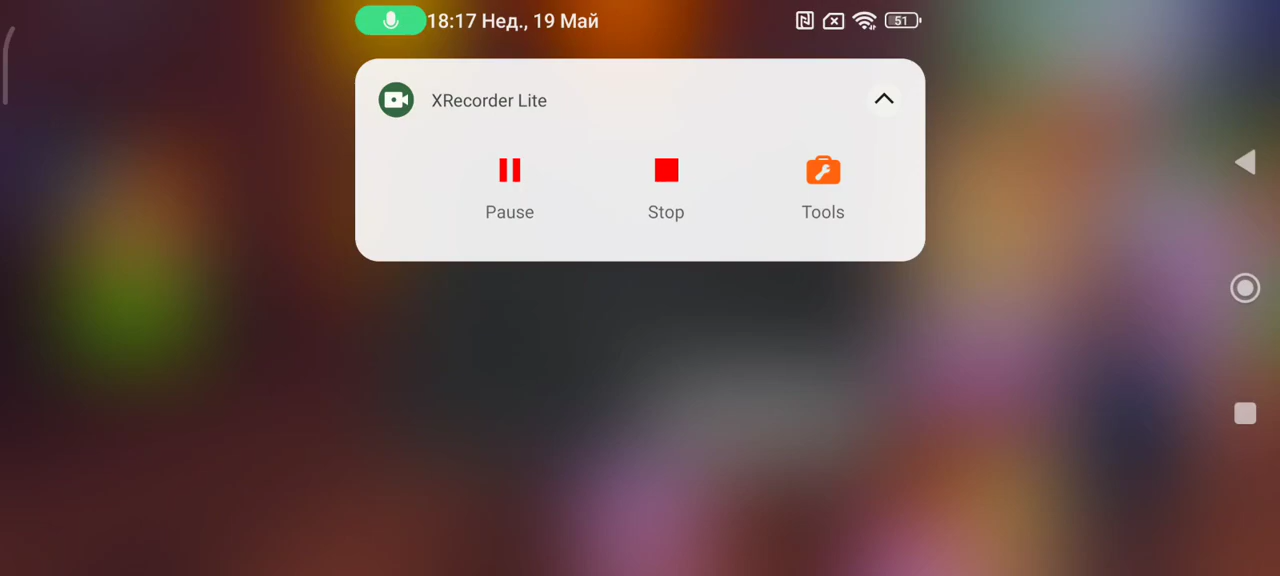 18:17 Нед., 19 Май
51
XRecorder Lite
Pause
Stop
Tools